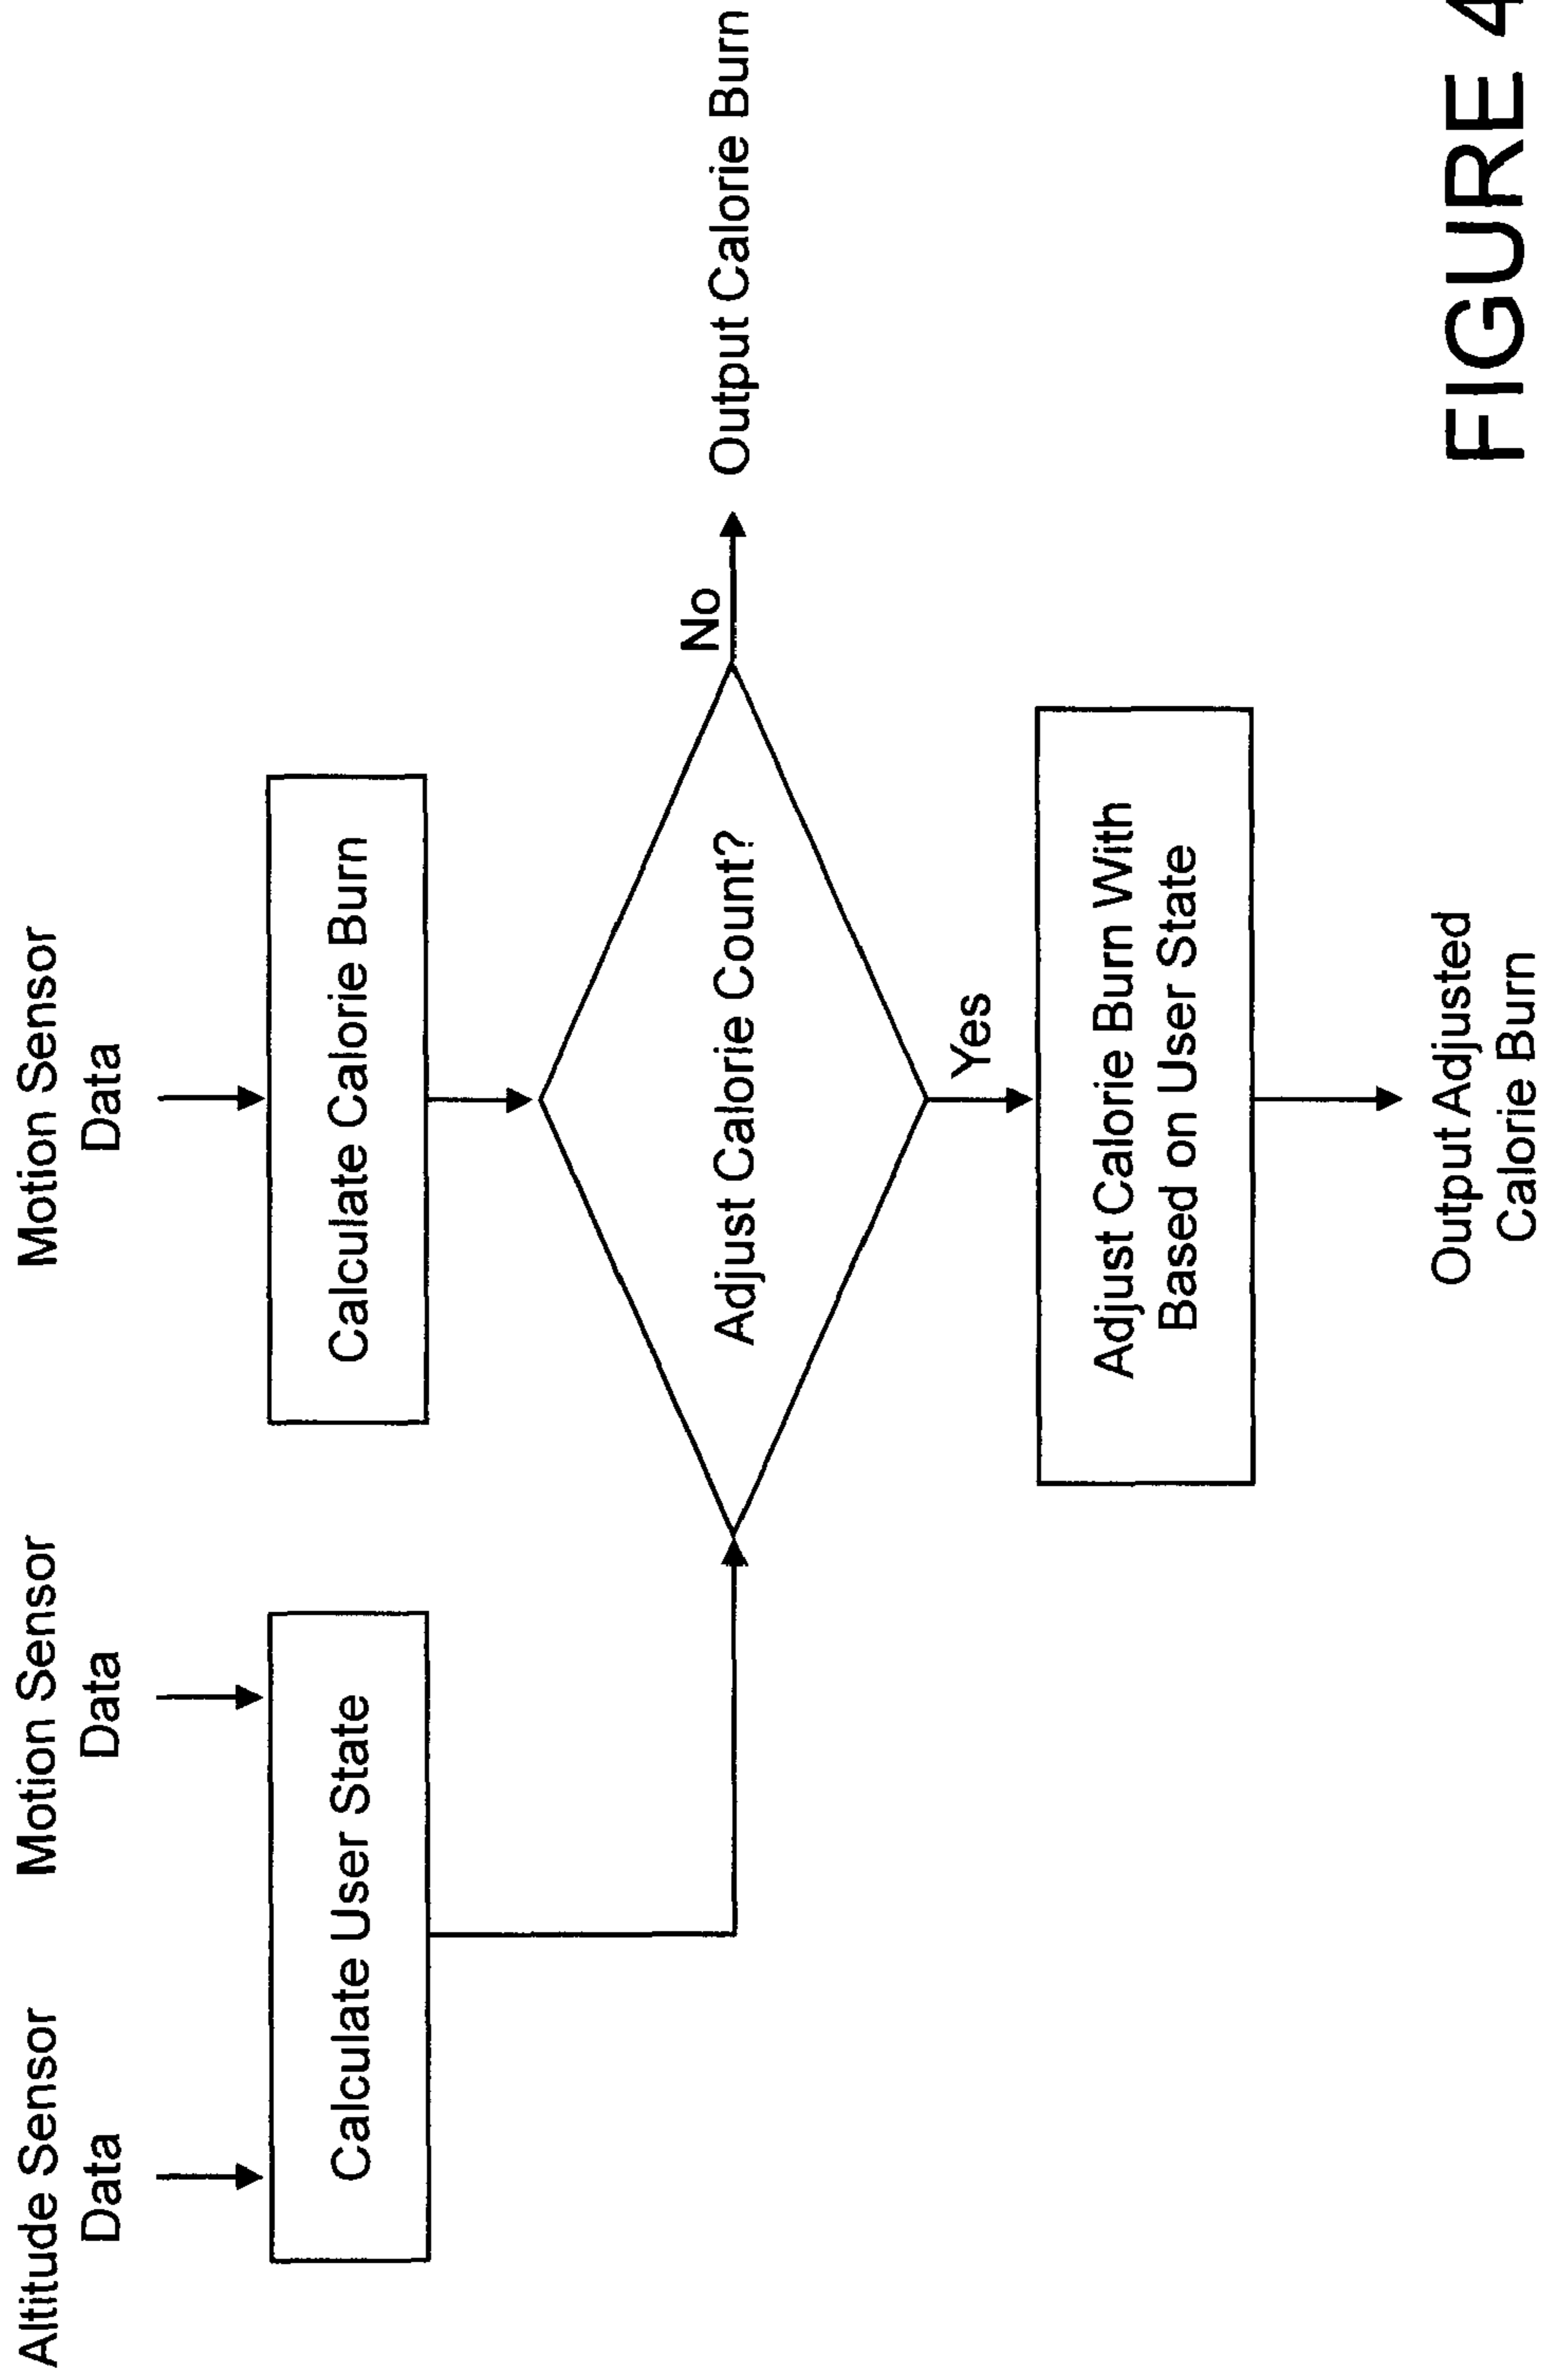 Altitude Sensor
Data
Motion Sensor
Data
Motion Sensor
Data
Calculate User State
Calculate Calorie Burn
Adjust Calorie Count?
No
Output Calorie Burn
Yes
Adjust Calorie Burn With
Based on User State
Output Adjusted
Calorie Burn
FIGURE 4